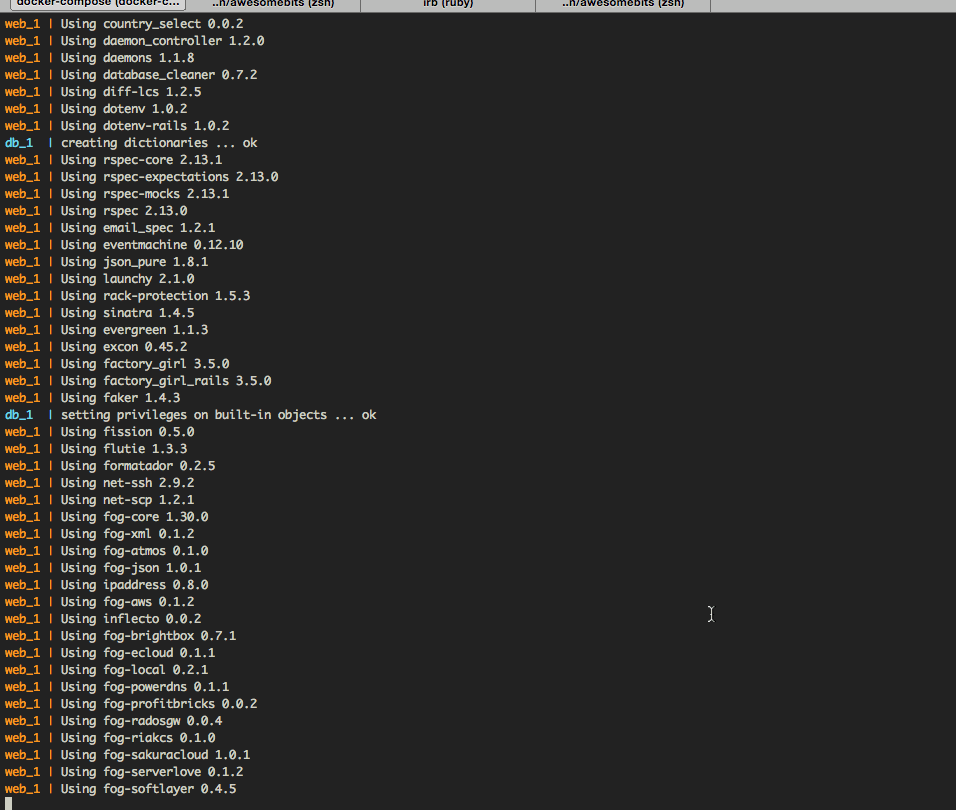 docker-compose (docker-c... ..n/awesomebits (zsh) irb (ruby) ..n/awesomebits (zsh)
web_1 | Using country_select 0.0.2
web_1 | Using daemon_controller 1.2.0
web_1 | Using daemons 1.1.8
web_1 | Using database_cleaner 0.7.2
web_1 | Using diff-lcs 1.2.5
web_1 | Using dotenv 1.0.2
web_1 | Using dotenv-rails 1.0.2
db_1  | creating dictionaries ... ok
web_1 | Using rspec-core 2.13.1
web_1 | Using rspec-expectations 2.13.0
web_1 | Using rspec-mocks 2.13.1
web_1 | Using rspec 2.13.0
web_1 | Using email_spec 1.2.1
web_1 | Using eventmachine 0.12.10
web_1 | Using json_pure 1.8.1
web_1 | Using launchy 2.1.0
web_1 | Using rack-protection 1.5.3
web_1 | Using sinatra 1.4.5
web_1 | Using evergreen 1.1.3
web_1 | Using excon 0.45.2
web_1 | Using factory_girl 3.5.0
web_1 | Using factory_girl_rails 3.5.0
web_1 | Using faker 1.4.3
db_1  | setting privileges on built-in objects ... ok
web_1 | Using fission 0.5.0
web_1 | Using flutie 1.3.3
web_1 | Using formatador 0.2.5
web_1 | Using net-ssh 2.9.2
web_1 | Using net-scp 1.2.1
web_1 | Using fog-core 1.30.0
web_1 | Using fog-xml 0.1.2
web_1 | Using fog-atmos 0.1.0
web_1 | Using fog-json 1.0.1
web_1 | Using ipaddress 0.8.0
web_1 | Using fog-aws 0.1.2
web_1 | Using inflecto 0.0.2
web_1 | Using fog-brightbox 0.7.1
web_1 | Using fog-ecloud 0.1.1
web_1 | Using fog-local 0.2.1
web_1 | Using fog-powerdns 0.1.1
web_1 | Using fog-profitbricks 0.0.2
web_1 | Using fog-radosgw 0.0.4
web_1 | Using fog-riakcs 0.1.0
web_1 | Using fog-sakuracloud 1.0.1
web_1 | Using fog-serverlove 0.1.2
web_1 | Using fog-softlayer 0.4.5